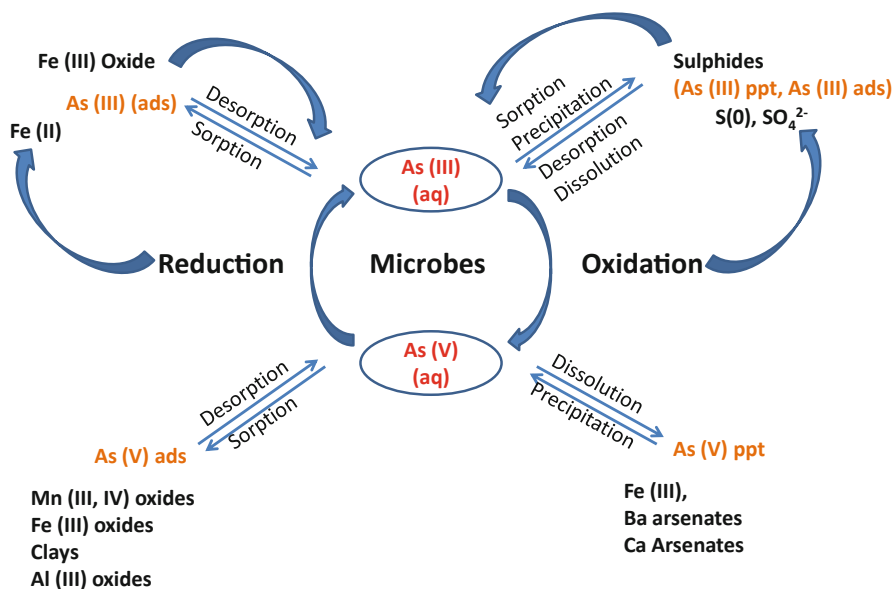 Fe (III) Oxide
As (III) (ads)
Fe (II)
Desorption
Sorption
Sorption
Precipitation
Desorption
Dissolution
Sulphides
(As (III) ppt, As (III) ads)
S(0), SO₄²⁻
As (III)
(aq)
Reduction
Microbes
Oxidation
As (V)
(aq)
Desorption
Sorption
Dissolution
Precipitation
As (V) ads
Mn (III, IV) oxides
Fe (III) oxides
Clays
Al (III) oxides
As (V) ppt
Fe (III),
Ba arsenates
Ca Arsenates